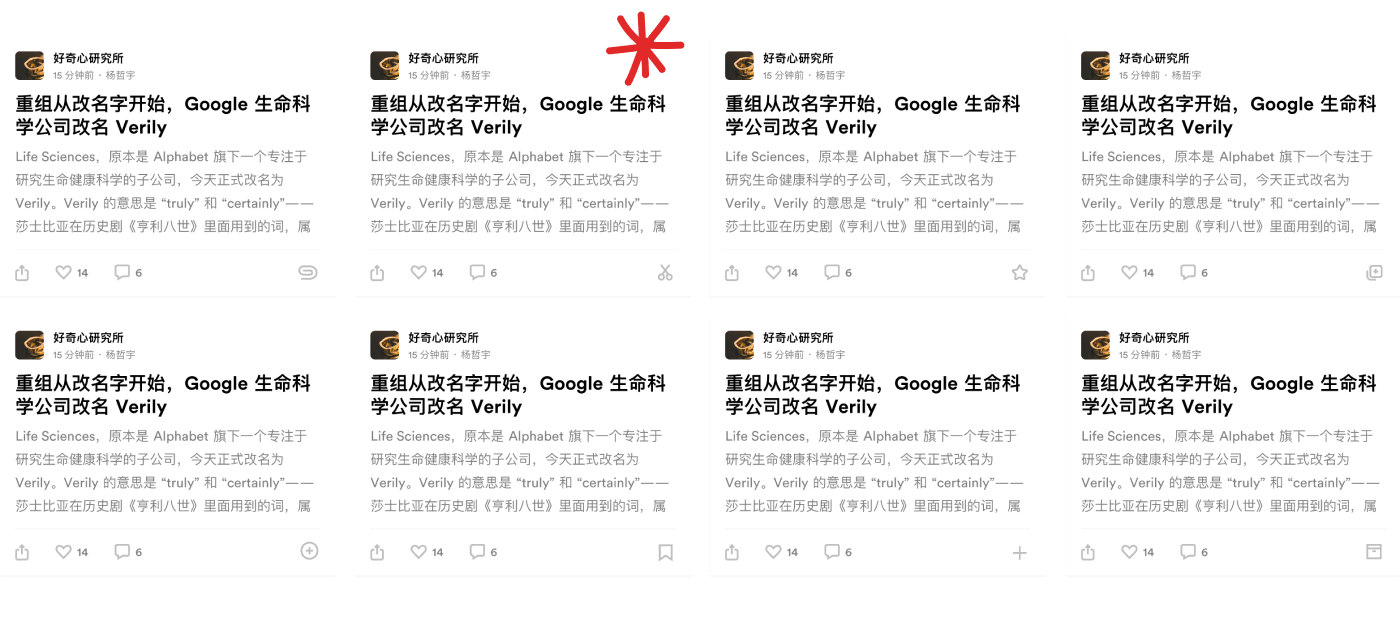 好奇心研究所
15 分钟前 · 杨哲宇
重组从改名字开始，Google 生命科
学公司改名 Verily
Life Sciences，原本是 Alphabet 旗下一个专注于
研究生命健康科学的子公司，今天正式改名为
Verily。Verily 的意思是 “truly” 和 “certainly”——
莎士比亚在历史剧《亨利八世》里面用到的词，属
14 6
好奇心研究所
15 分钟前 · 杨哲宇
重组从改名字开始，Google 生命科
学公司改名 Verily
Life Sciences，原本是 Alphabet 旗下一个专注于
研究生命健康科学的子公司，今天正式改名为
Verily。Verily 的意思是 “truly” 和 “certainly”——
莎士比亚在历史剧《亨利八世》里面用到的词，属
14 6
好奇心研究所
15 分钟前 · 杨哲宇
重组从改名字开始，Google 生命科
学公司改名 Verily
Life Sciences，原本是 Alphabet 旗下一个专注于
研究生命健康科学的子公司，今天正式改名为
Verily。Verily 的意思是 “truly” 和 “certainly”——
莎士比亚在历史剧《亨利八世》里面用到的词，属
14 6
好奇心研究所
15 分钟前 · 杨哲宇
重组从改名字开始，Google 生命科
学公司改名 Verily
Life Sciences，原本是 Alphabet 旗下一个专注于
研究生命健康科学的子公司，今天正式改名为
Verily。Verily 的意思是 “truly” 和 “certainly”——
莎士比亚在历史剧《亨利八世》里面用到的词，属
14 6
好奇心研究所
15 分钟前 · 杨哲宇
重组从改名字开始，Google 生命科
学公司改名 Verily
Life Sciences，原本是 Alphabet 旗下一个专注于
研究生命健康科学的子公司，今天正式改名为
Verily。Verily 的意思是 “truly” 和 “certainly”——
莎士比亚在历史剧《亨利八世》里面用到的词，属
14 6
好奇心研究所
15 分钟前 · 杨哲宇
重组从改名字开始，Google 生命科
学公司改名 Verily
Life Sciences，原本是 Alphabet 旗下一个专注于
研究生命健康科学的子公司，今天正式改名为
Verily。Verily 的意思是 “truly” 和 “certainly”——
莎士比亚在历史剧《亨利八世》里面用到的词，属
14 6
好奇心研究所
15 分钟前 · 杨哲宇
重组从改名字开始，Google 生命科
学公司改名 Verily
Life Sciences，原本是 Alphabet 旗下一个专注于
研究生命健康科学的子公司，今天正式改名为
Verily。Verily 的意思是 “truly” 和 “certainly”——
莎士比亚在历史剧《亨利八世》里面用到的词，属
14 6
好奇心研究所
15 分钟前 · 杨哲宇
重组从改名字开始，Google 生命科
学公司改名 Verily
Life Sciences，原本是 Alphabet 旗下一个专注于
研究生命健康科学的子公司，今天正式改名为
Verily。Verily 的意思是 “truly” 和 “certainly”——
莎士比亚在历史剧《亨利八世》里面用到的词，属
14 6